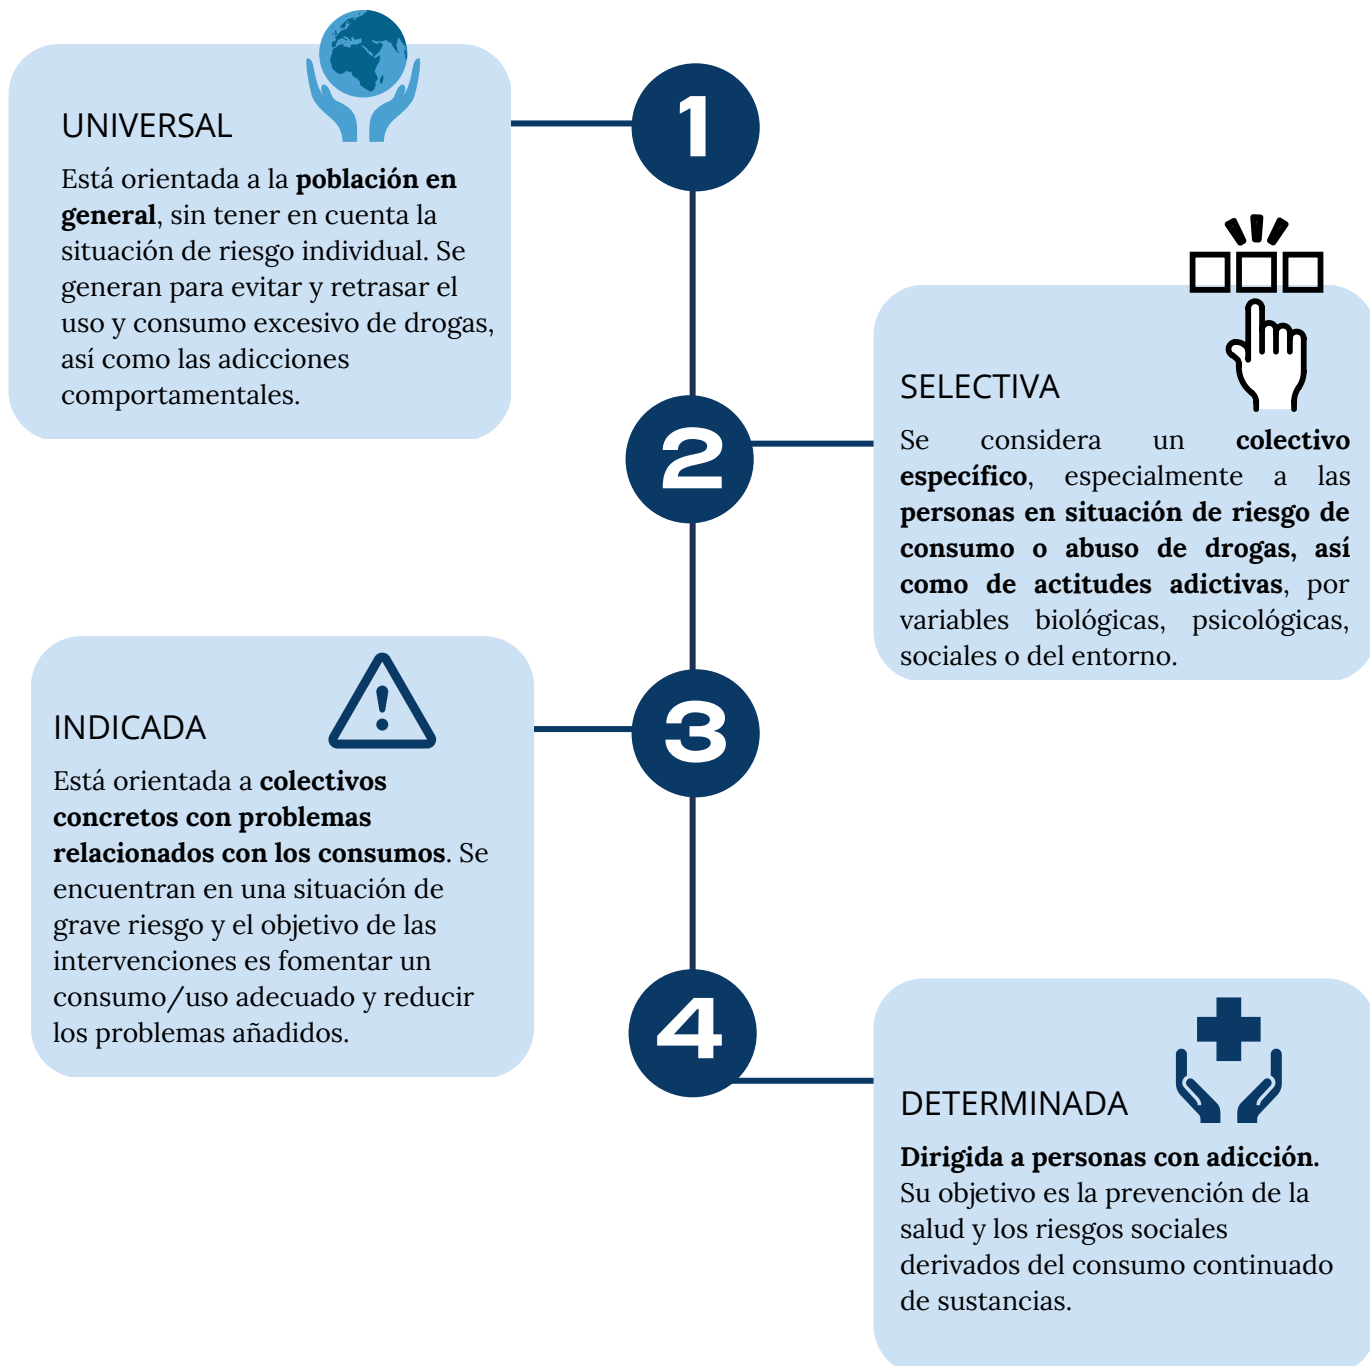 UNIVERSAL
Está orientada a la población en
general, sin tener en cuenta la
situación de riesgo individual. Se
generan para evitar y retrasar el
uso y consumo excesivo de drogas,
así como las adicciones
comportamentales.
1
2
SELECTIVA
Se considera un colectivo
específico, especialmente a las
personas en situación de riesgo de
consumo o abuso de drogas, así
como de actitudes adictivas, por
variables biológicas, psicológicas,
sociales o del entorno.
INDICADA
Está orientada a colectivos
concretos con problemas
relacionados con los consumos. Se
encuentran en una situación de
grave riesgo y el objetivo de las
intervenciones es fomentar un
consumo/uso adecuado y reducir
los problemas añadidos.
3
4
DETERMINADA
Dirigida a personas con adicción.
Su objetivo es la prevención de la
salud y los riesgos sociales
derivados del consumo continuado
de sustancias.